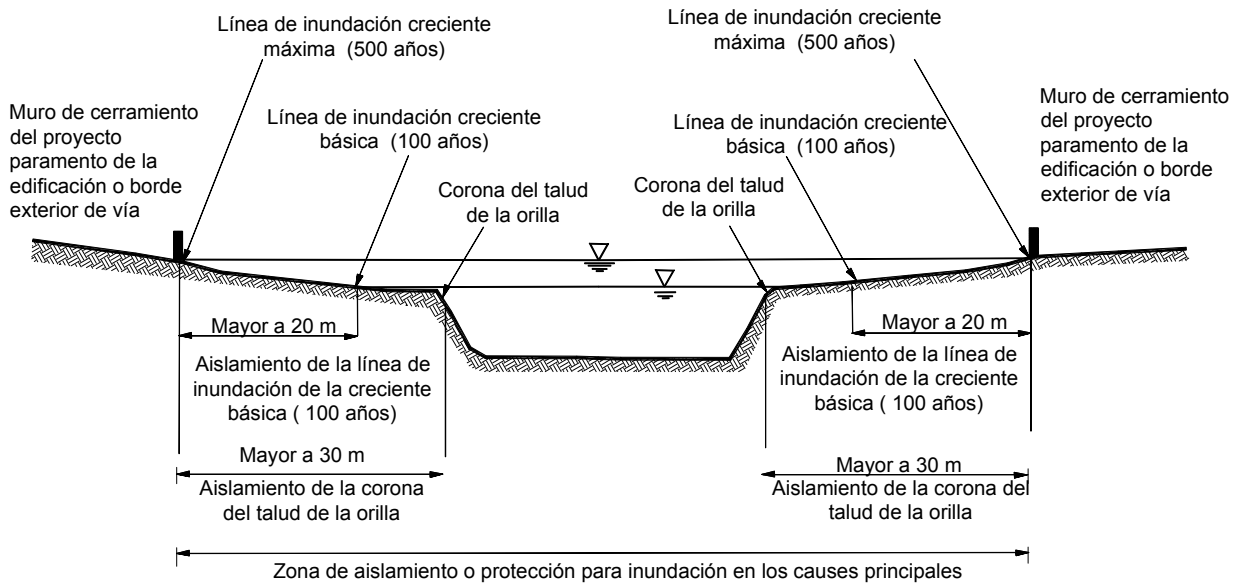 Línea de inundación creciente
máxima (500 años)
Línea de inundación creciente
máxima (500 años)
Muro de cerramiento
del proyecto
paramento de la
edificación o borde
exterior de vía
Línea de inundación creciente
básica (100 años)
Línea de inundación creciente
básica (100 años)
Muro de cerramiento
del proyecto
paramento de la
edificación o borde
exterior de vía
Corona del talud
de la orilla
Corona del talud
de la orilla
Mayor a 20 m
Aislamiento de la línea de
inundación de la creciente
básica ( 100 años)
Mayor a 20 m
Aislamiento de la línea de
inundación de la creciente
básica ( 100 años)
Mayor a 30 m
Aislamiento de la corona
del talud de la orilla
Mayor a 30 m
Aislamiento de la corona del
talud de la orilla
Zona de aislamiento o protección para inundación en los causes principales